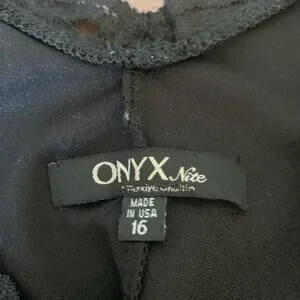 ONYX Nite
MADE
IN USA
16